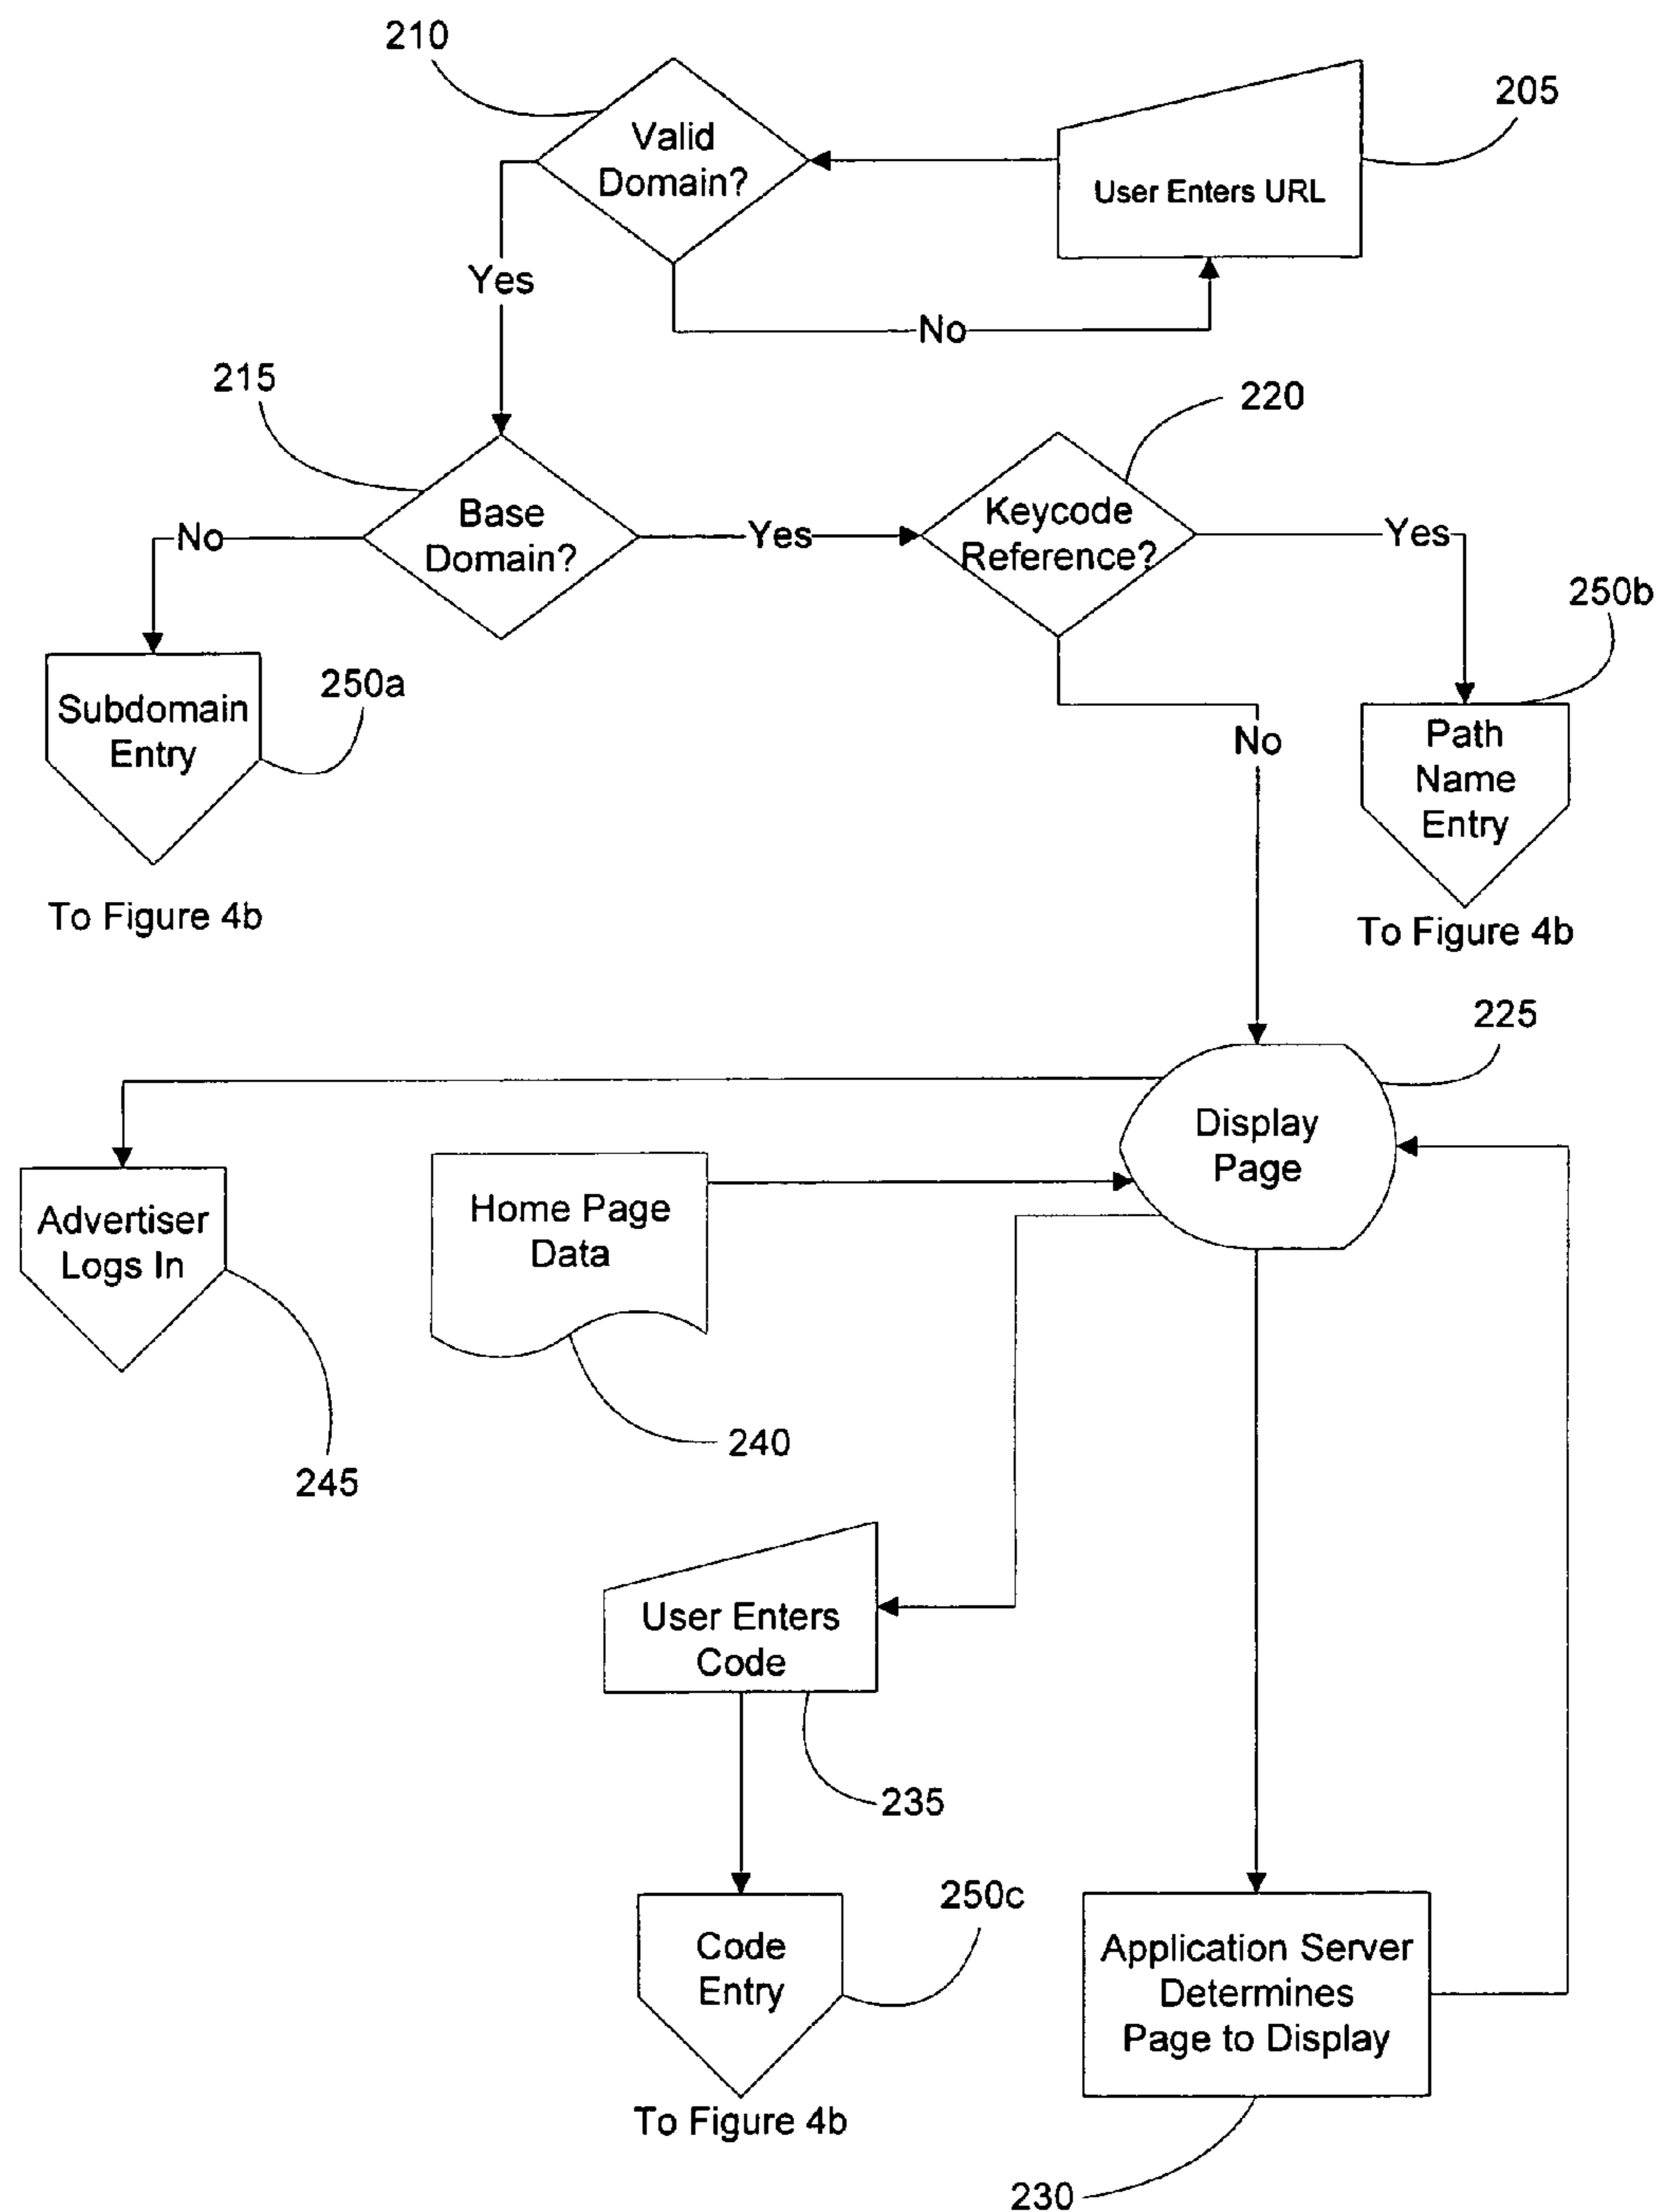 210
205
Valid
Domain?
User Enters URL
Yes
No
215
220
Base
Domain?
Keycode
Reference?
No
Yes
Yes
250b
250a
Subdomain
Entry
Path
Name
Entry
No
To Figure 4b
To Figure 4b
225
Display
Page
Advertiser
Logs In
Home Page
Data
240
245
User Enters
Code
235
250c
Code
Entry
Application Server
Determines
Page to Display
To Figure 4b
230